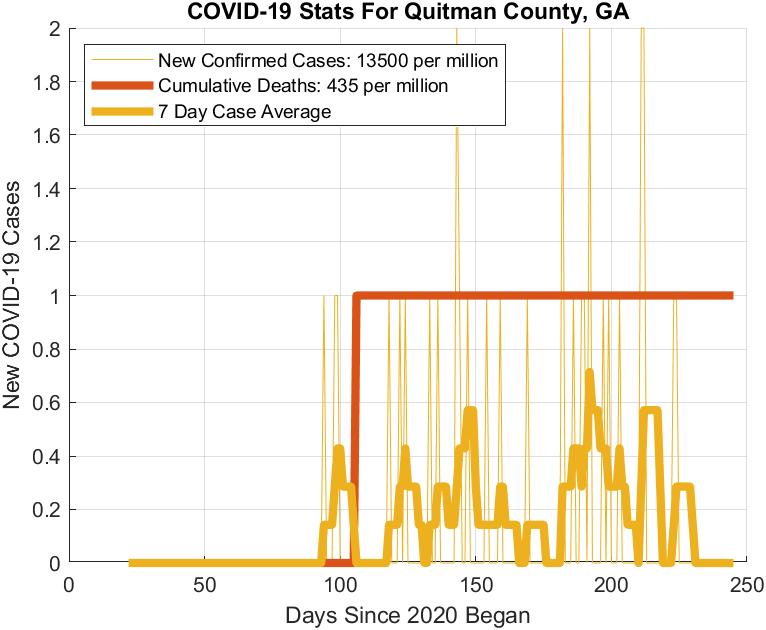 COVID-19 Stats For Quitman County, GA
New Confirmed Cases: 13500 per million
Cumulative Deaths: 435 per million
7 Day Case Average
New COVID-19 Cases
2
1.8
1.6
1.4
1.2
1
0.8
0.6
0.4
0.2
0
0 50 100 150 200 250
Days Since 2020 Began